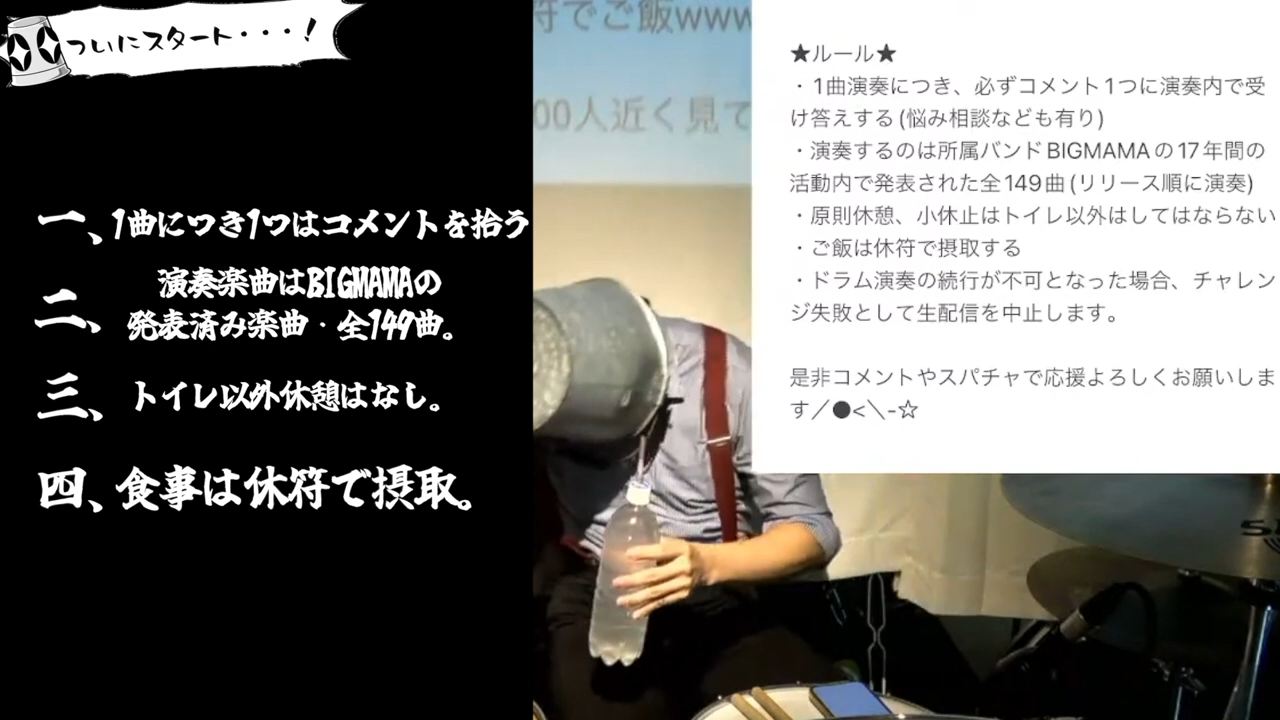 ついにスタート・・・！
一、1曲につき1つはコメントを拾う
二、演奏楽曲はBIGMAMAの
発表済み楽曲・全149曲。
三、トイレ以外休憩はなし。
四、食事は休符で摂取。
符でご飯www
00人近く見て
★ルール★
・1曲演奏につき、必ずコメント1つに演奏内で受
け答えする(悩み相談なども有り)
・演奏するのは所属バンドBIGMAMAの17年間の
活動内で発表された全149曲(リリース順に演奏)
・原則休憩、小休止はトイレ以外はしてはならない
・ご飯は休符で摂取する
・ドラム演奏の続行が不可となった場合、チャレン
ジ失敗として生配信を中止します。
是非コメントやスパチャで応援よろしくお願いしま
す／●<＼-☆